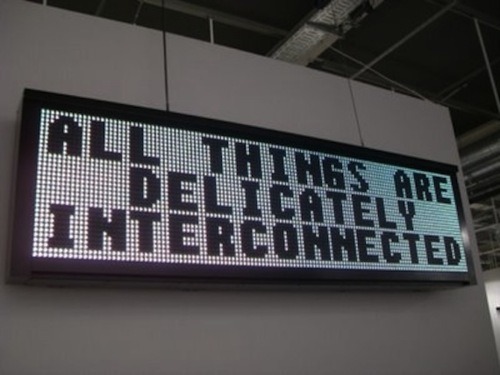 ALL THINGS ARE
DELICATELY
INTERCONNECTED